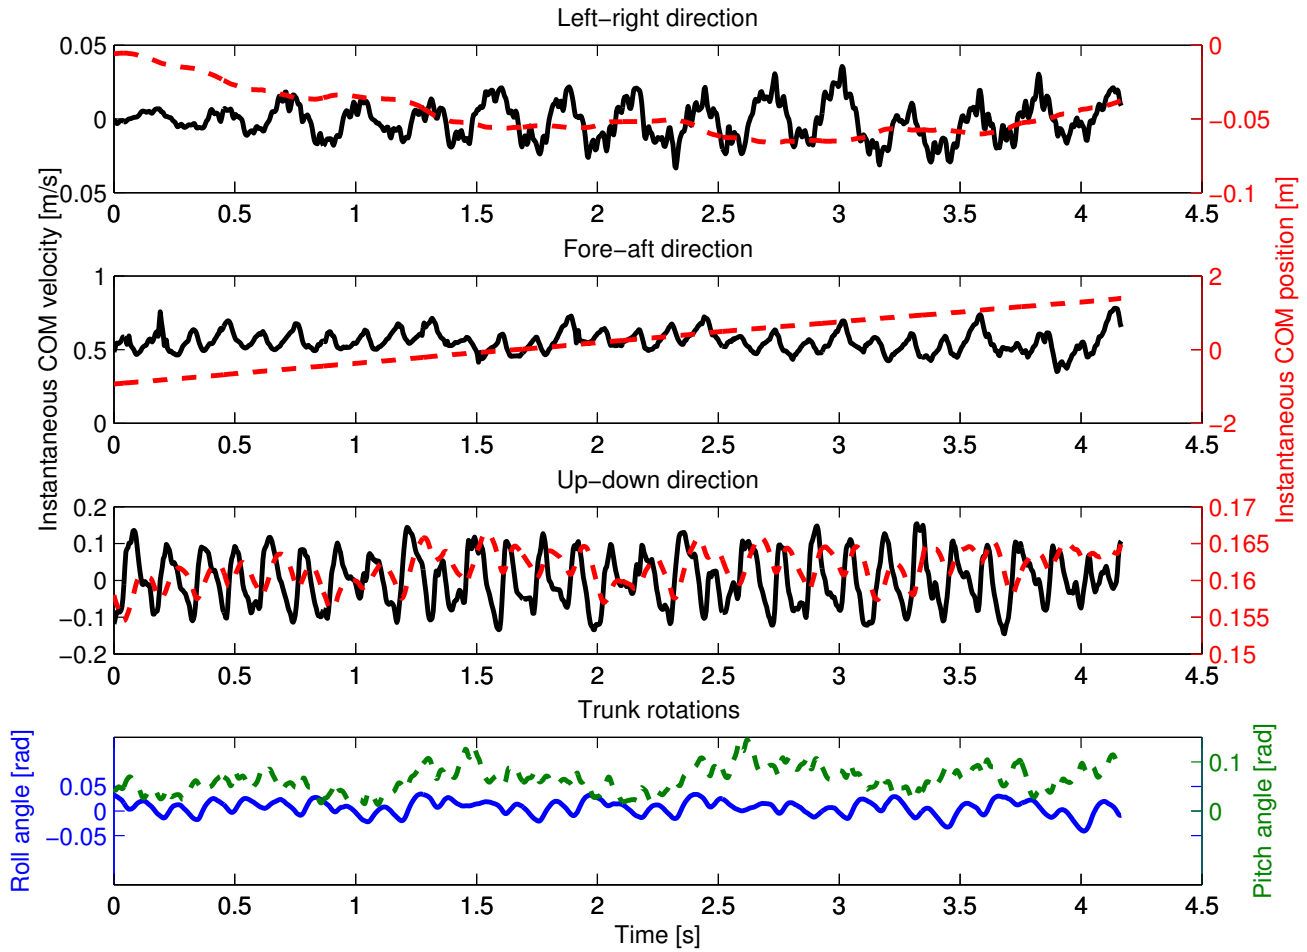 Left−right direction
0.05
0
0.05
0
−0.05
−0.1
0 0.5 1 1.5 2 2.5 3 3.5 4 4.5
Fore−aft direction
1
0.5
0
2
0
−2
0 0.5 1 1.5 2 2.5 3 3.5 4 4.5
Instantaneous COM velocity [m/s]
Instantaneous COM position [m]
Up−down direction
0.2
0.1
0
−0.1
−0.2
0.17
0.165
0.16
0.155
0.15
0 0.5 1 1.5 2 2.5 3 3.5 4 4.5
Trunk rotations
Roll angle [rad]
0.05
0
−0.05
0.1
0
Pitch angle [rad]
0 0.5 1 1.5 2 2.5 3 3.5 4 4.5
Time [s]